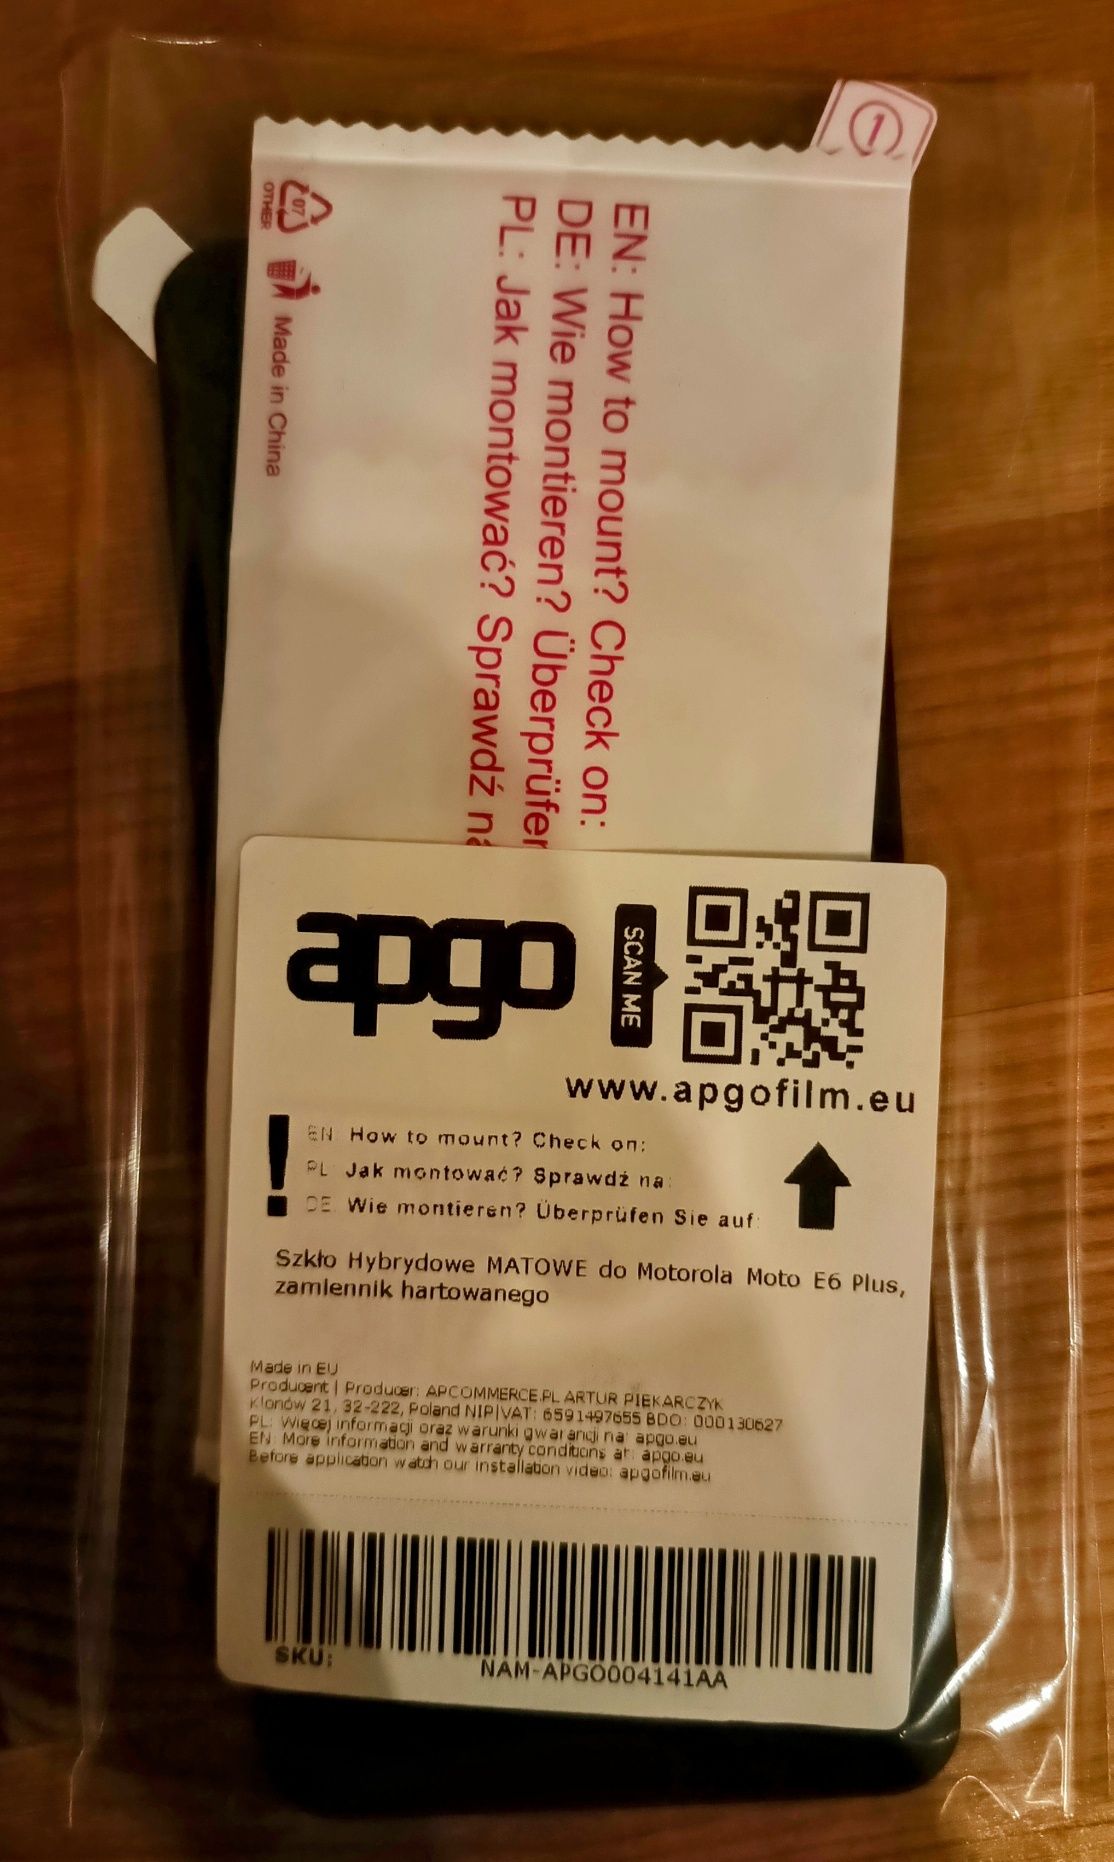 1
07
OTHER
Made in China
EN: How to mount? Check on:
DE: Wie montieren? Überprüfen
PL: Jak montować? Sprawdź na
apgo
SCAN ME
www.apgofilm.eu
! EN: How to mount? Check on:
PL: Jak montować? Sprawdź na:
DE: Wie montieren? Überprüfen Sie auf:
Szkło Hybrydowe MATOWE do Motorola Moto E6 Plus,
zamiennik hartowanego
Made in EU
Producent | Producer: APCOMMERCE.PL ARTUR PIEKARCZYK
Klonów 21, 32-222, Poland NIP|VAT: 6591497655 BDO: 000130627
PL: Więcej informacji oraz warunki gwarancji na: apgo.eu
EN: More information and warranty conditions at: apgo.eu
Before application watch our installation video: apgofilm.eu
SKU: NAM-APGO004141AA